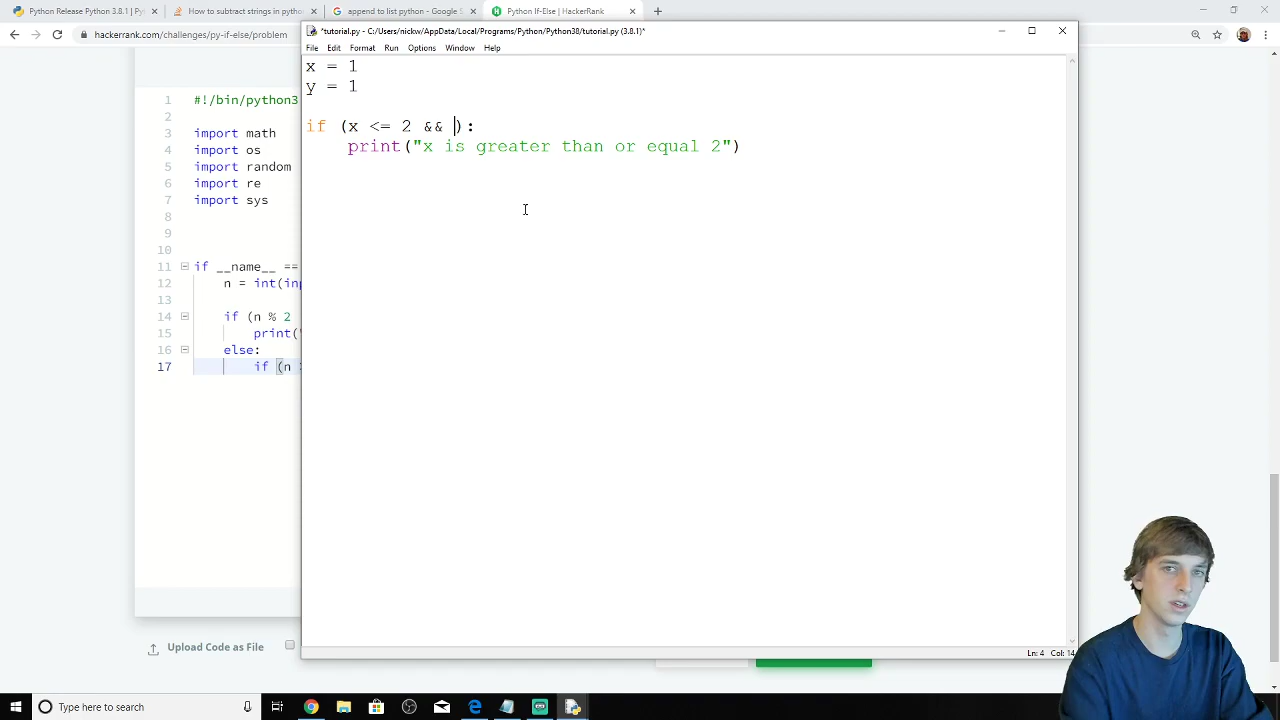 Python Release Python 3.8.1 | Py
How to subtract strings in python
append to list python - Google S
Python If-Else | HackerRank
hackerrank.com/challenges/py-if-else/problem
*tutorial.py - C:/Users/nickw/AppData/Local/Programs/Python/Python38/tutorial.py (3.8.1)*
File Edit Format Run Options Window Help
x = 1
y = 1
if (x <= 2 && ):
print("x is greater than or equal 2")
1 #!/bin/python3
2
3 import math
4 import os
5 import random
6 import re
7 import sys
8
9
10
11 if __name__ ==
12 n = int(inp
13
14 if (n % 2
15 print("
16 else:
17 if (n
Upload Code as File
Ln: 4 Col: 14
Type here to search